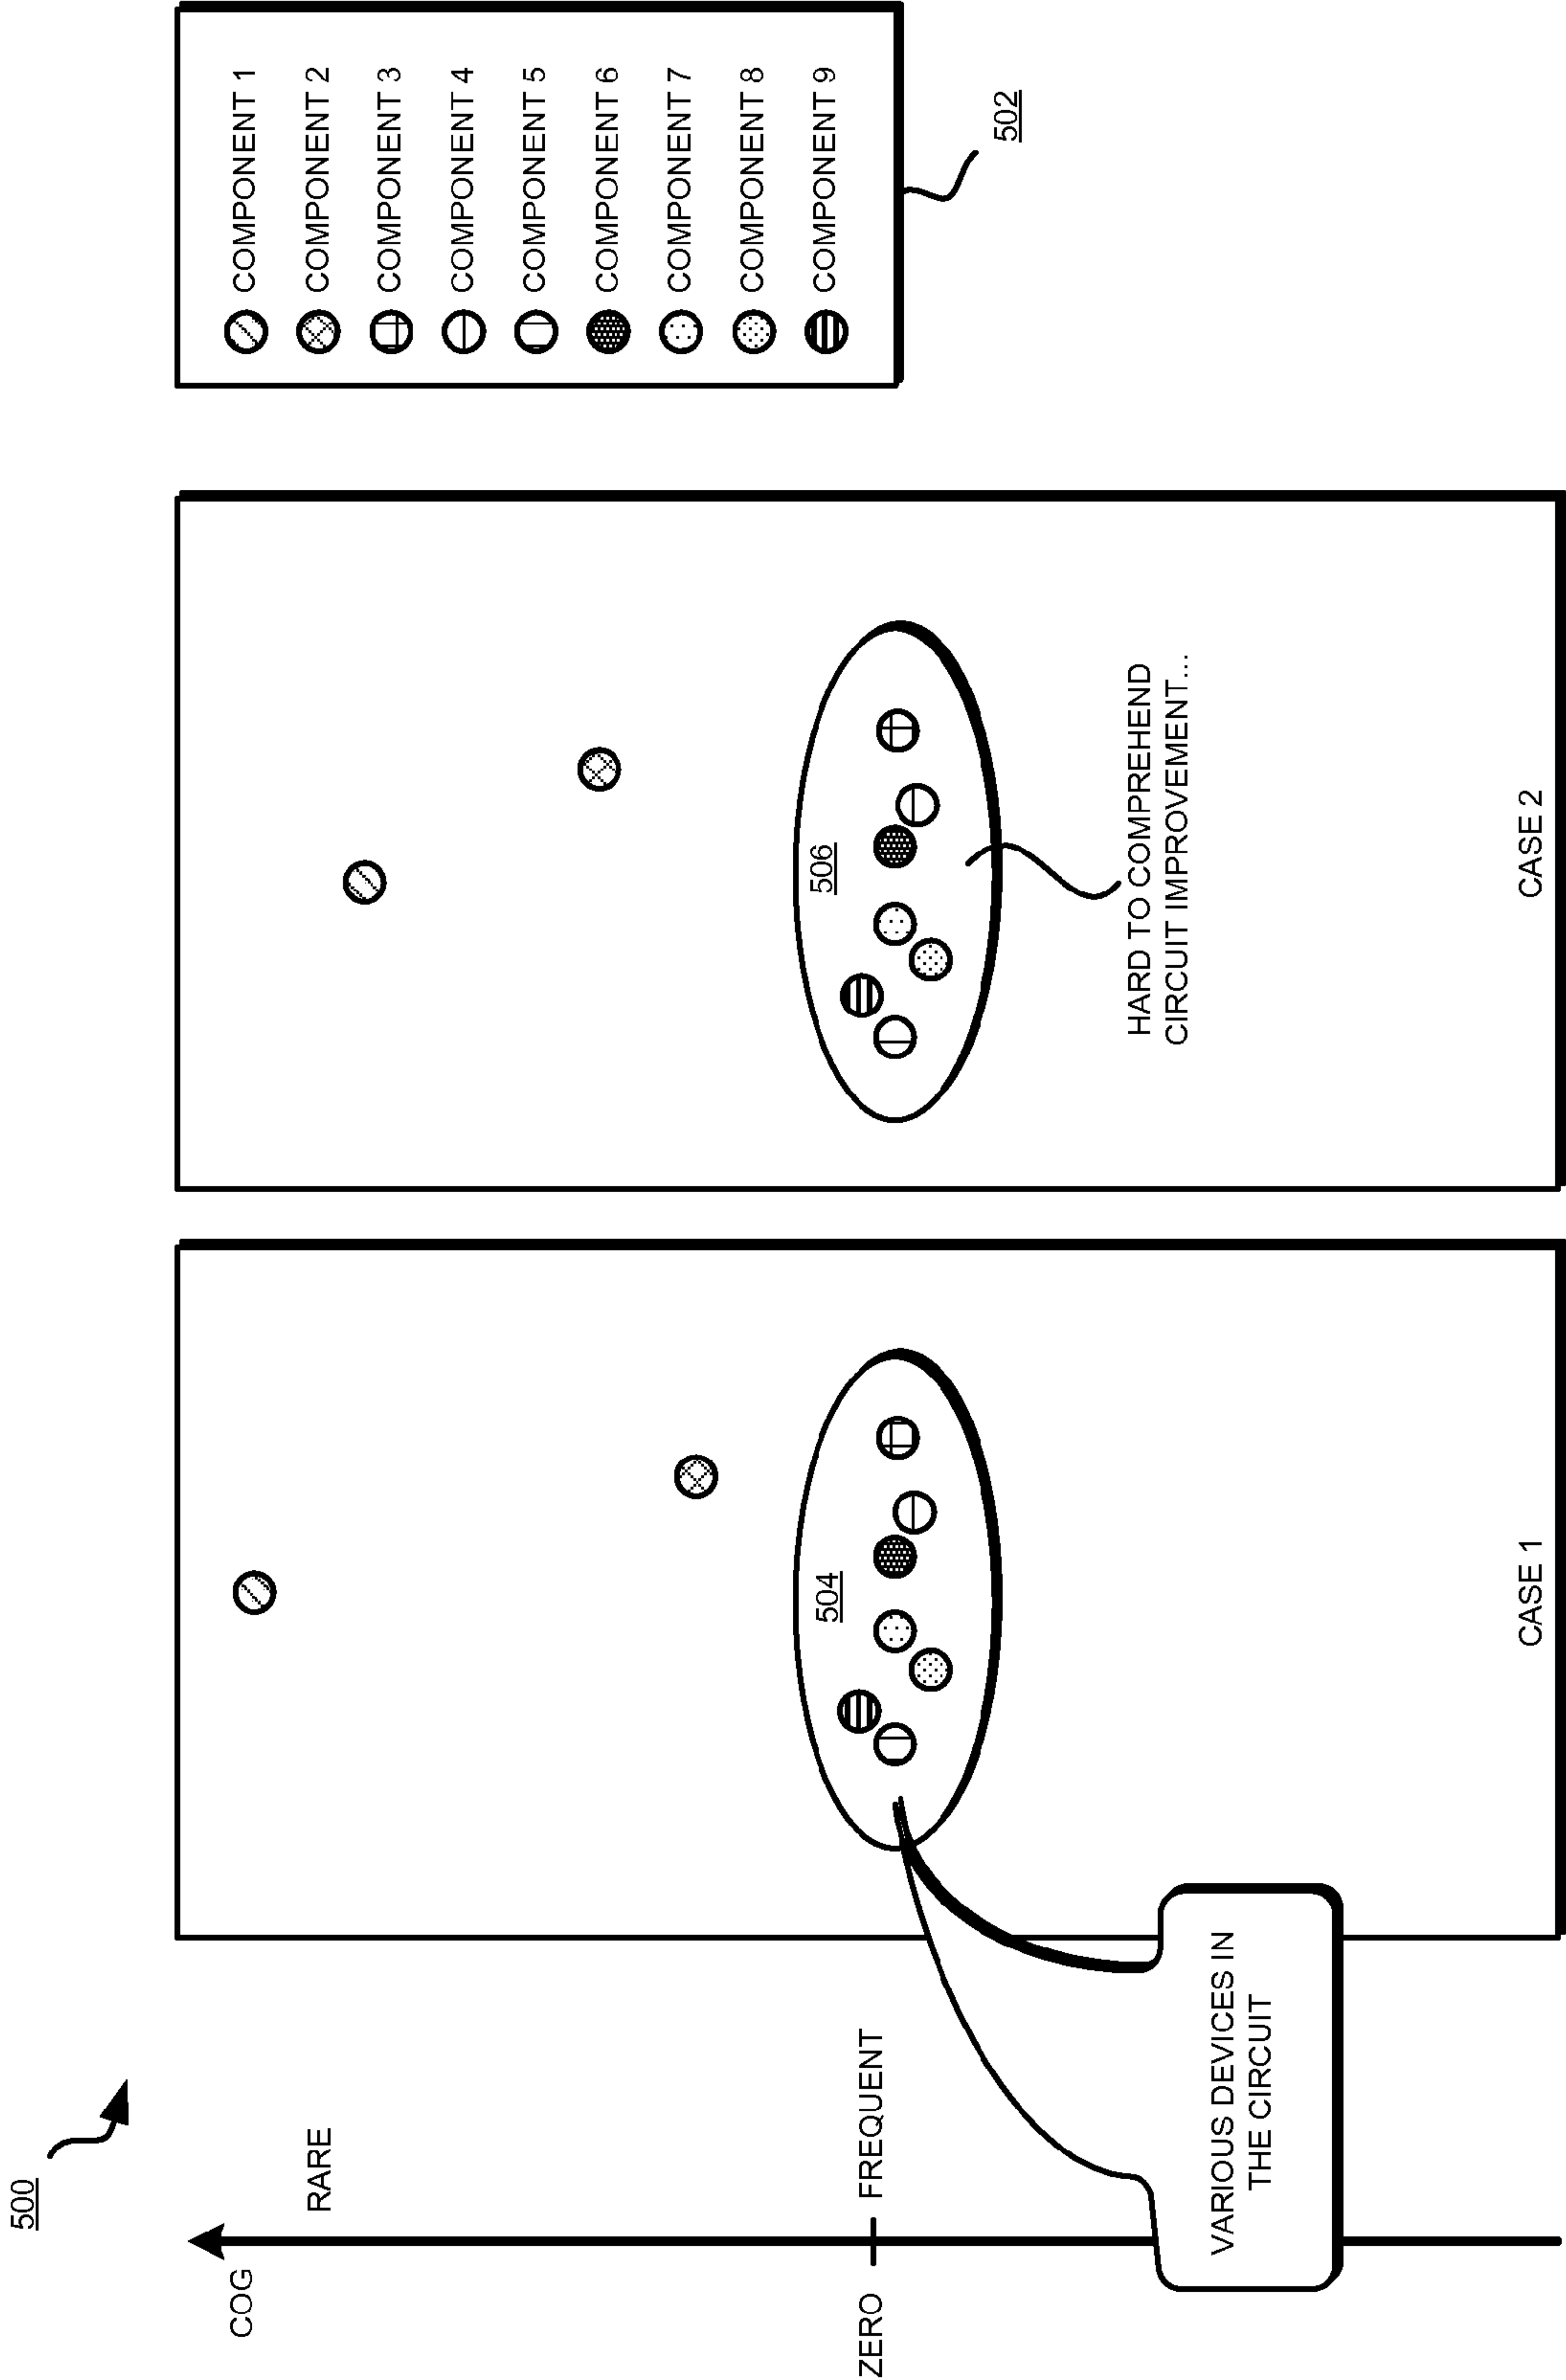 500
COG
RARE
ZERO
FREQUENT
VARIOUS DEVICES IN
THE CIRCUIT
504
CASE 1
506
HARD TO COMPREHEND
CIRCUIT IMPROVEMENT...
CASE 2
COMPONENT 1
COMPONENT 2
COMPONENT 3
COMPONENT 4
COMPONENT 5
COMPONENT 6
COMPONENT 7
COMPONENT 8
COMPONENT 9
502